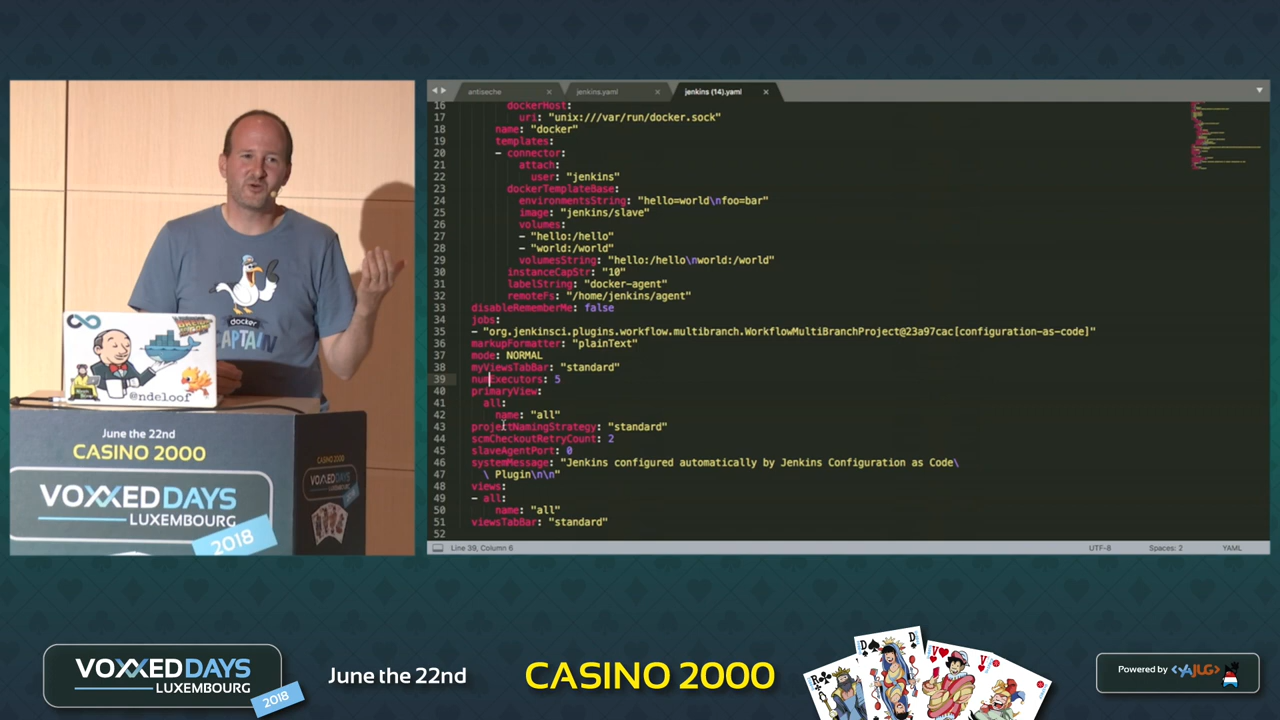 antiseche
jenkins.yaml
jenkins (14).yaml
16 dockerHost:
17 uri: "unix:///var/run/docker.sock"
18 name: "docker"
19 templates:
20 - connector:
21 attach:
22 user: "jenkins"
23 dockerTemplateBase:
24 environmentsString: "hello=world\nfoo=bar"
25 image: "jenkins/slave"
26 volumes:
27 - "hello:/hello"
28 - "world:/world"
29 volumesString: "hello:/hello\nworld:/world"
30 instanceCapStr: "10"
31 labelString: "docker-agent"
32 remoteFs: "/home/jenkins/agent"
33 disableRememberMe: false
34 jobs:
35 - "org.jenkinsci.plugins.workflow.multibranch.WorkflowMultiBranchProject@23a97cac[configuration-as-code]"
36 markupFormatter: "plainText"
37 mode: NORMAL
38 myViewsTabBar: "standard"
39 numExecutors: 5
40 primaryView:
41 all:
42 name: "all"
43 projectNamingStrategy: "standard"
44 scmCheckoutRetryCount: 2
45 slaveAgentPort: 0
46 systemMessage: "Jenkins configured automatically by Jenkins Configuration as Code\
47 \ Plugin\n\n"
48 views:
49 - all:
50 name: "all"
51 viewsTabBar: "standard"
52
Line 39, Column 6
UTF-8
Spaces: 2
YAML
docker
CAPTAIN
@ndeloof
June the 22nd
CASINO 2000
VOXXED DAYS
LUXEMBOURG
2018
CASINO 2000
VOXXED DAYS
VOXXED DAYS
LUXEMBOURG
2018
June the 22nd
CASINO 2000
R
D
D
V
V
Powered by <YAJUG>